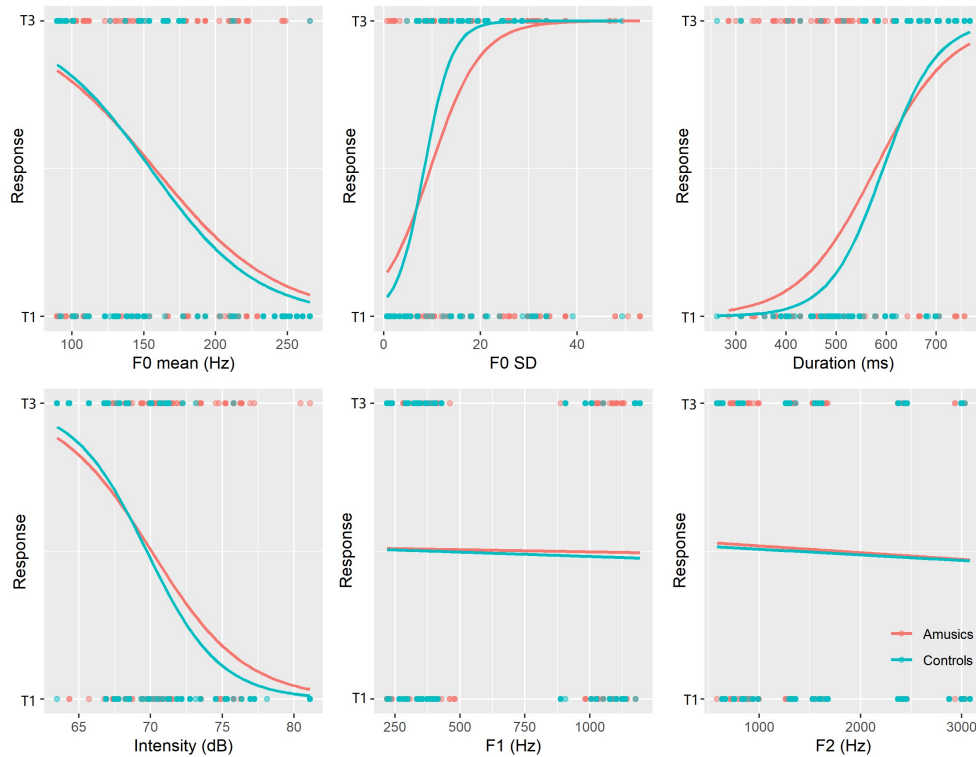 T3
Response
T1
100
150
200
250
F0 mean (Hz)
T3
Response
T1
0
20
40
F0 SD
T3
Response
T1
300
400
500
600
700
Duration (ms)
T3
Response
T1
65
70
75
80
Intensity (dB)
T3
Response
T1
250
500
750
1000
F1 (Hz)
T3
Response
T1
1000
2000
3000
F2 (Hz)
Amusics
Controls